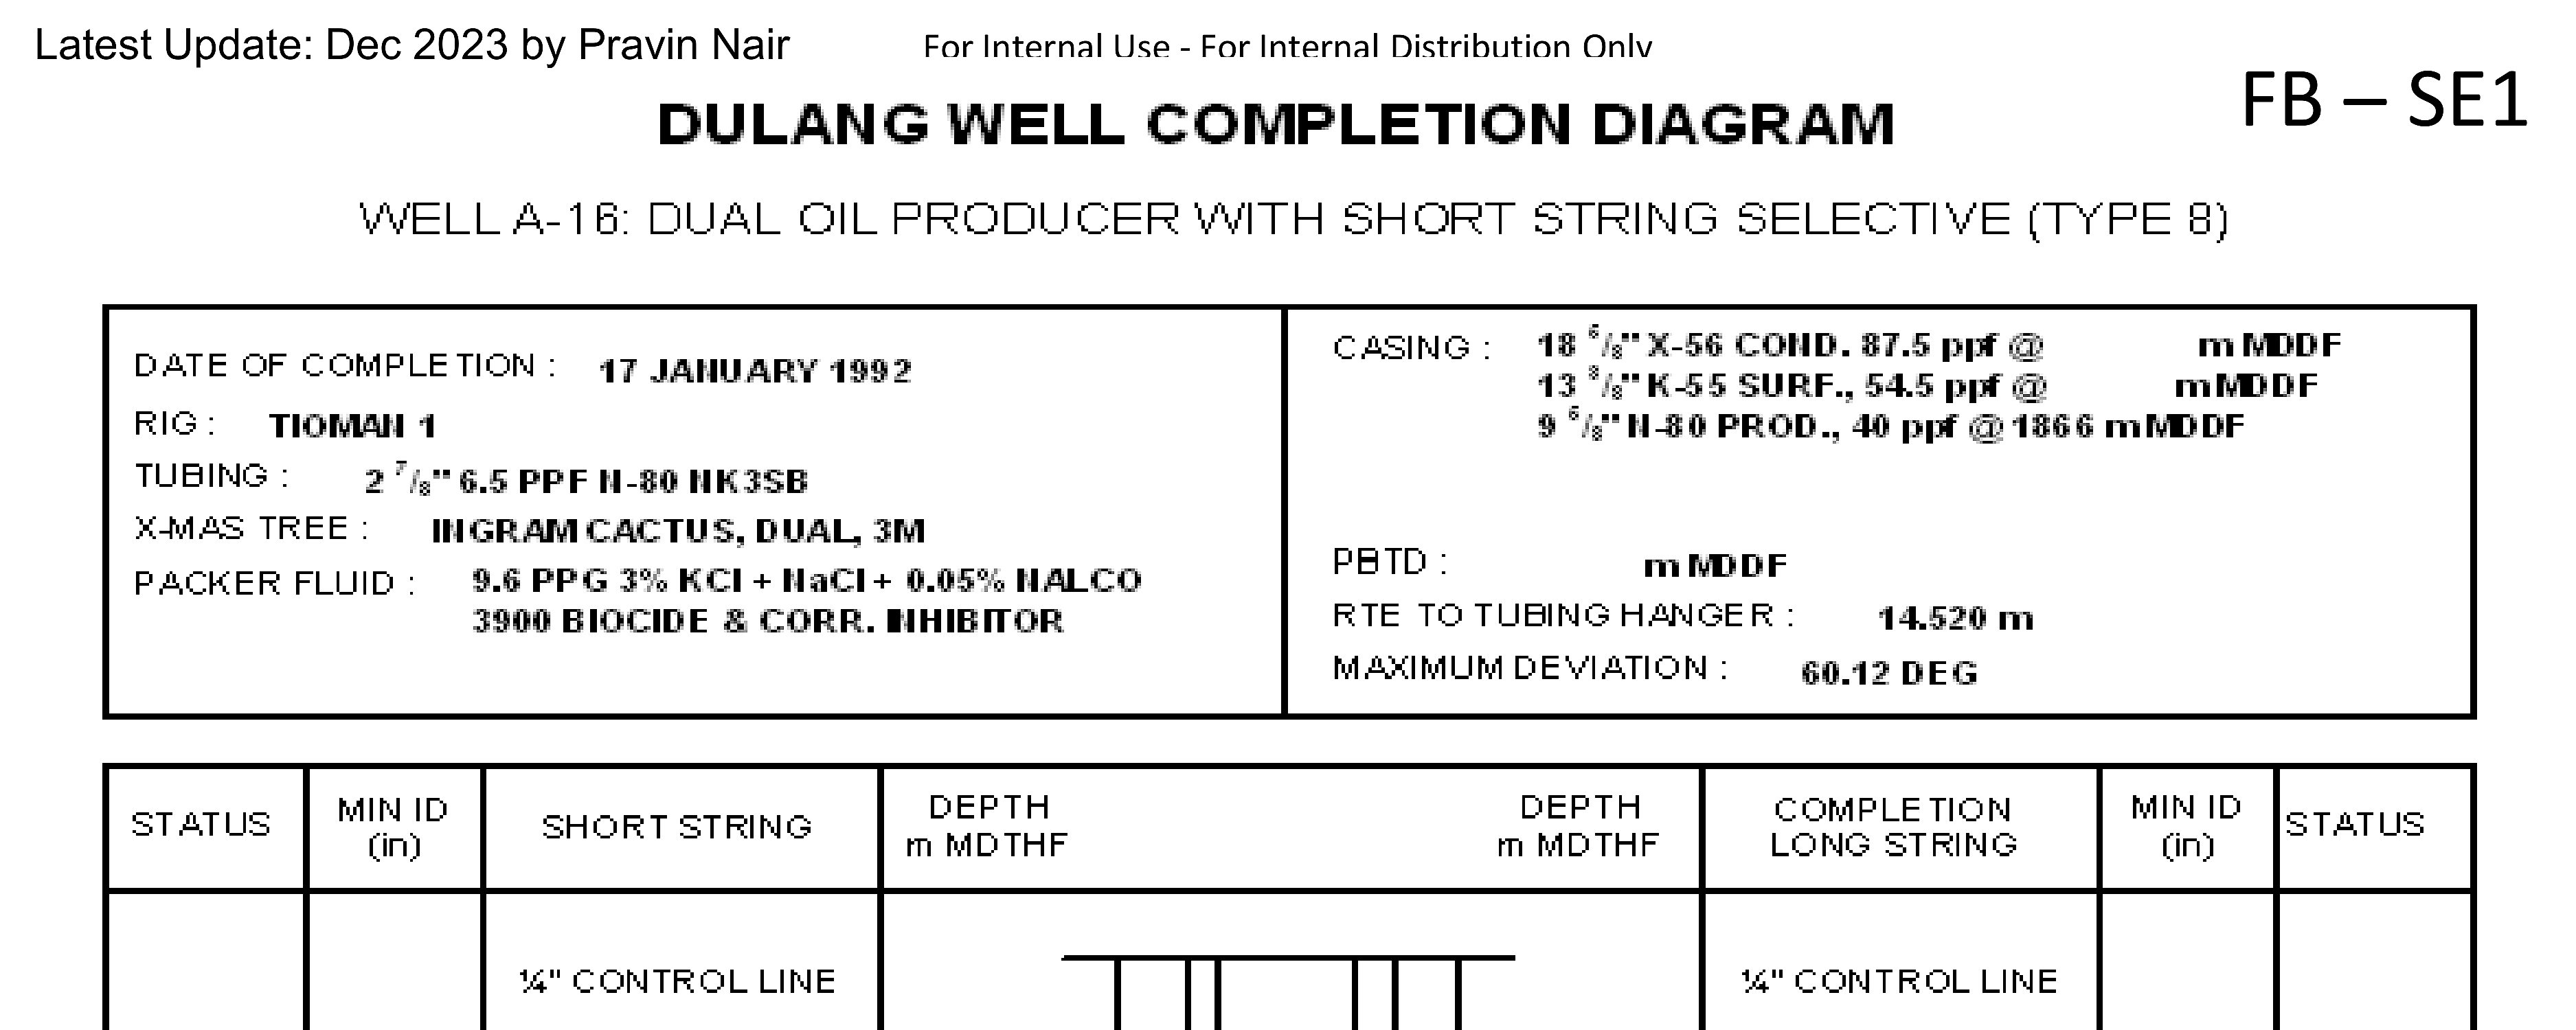 Latest Update: Dec 2023 by Pravin Nair
For Internal Use - For Internal Distribution Only
FB – SE1
DULANG WELL COMPLETION DIAGRAM
WELL A-16: DUAL OIL PRODUCER WITH SHORT STRING SELECTIVE (TYPE 8)
DATE OF COMPLETION : 17 JANUARY 1992
RIG : TIOMAN 1
TUBING : 2 7/8" 6.5 PPF N-80 NK3SB
X-MAS TREE : INGRAM CACTUS, DUAL, 3M
PACKER FLUID : 9.6 PPG 3% KCl + NaCl + 0.05% NALCO
3900 BIOCIDE & CORR. INHIBITOR
CASING : 18 X-56 COND. 87.5 ppf @ m MDDF
13 K-55 SURF., 54.5 ppf @ m MDDF
9 N-80 PROD., 40 ppf @ 1866 m MDDF
PBTD : m MDDF
RTE TO TUBING HANGER : 14.520 m
MAXIMUM DEVIATION : 60.12 DEG
STATUS
MIN ID
(in)
SHORT STRING
DEPTH
m MDTHF
DEPTH
m MDTHF
COMPLETION
LONG STRING
MIN ID
(in)
STATUS
¼" CONTROL LINE
¼" CONTROL LINE